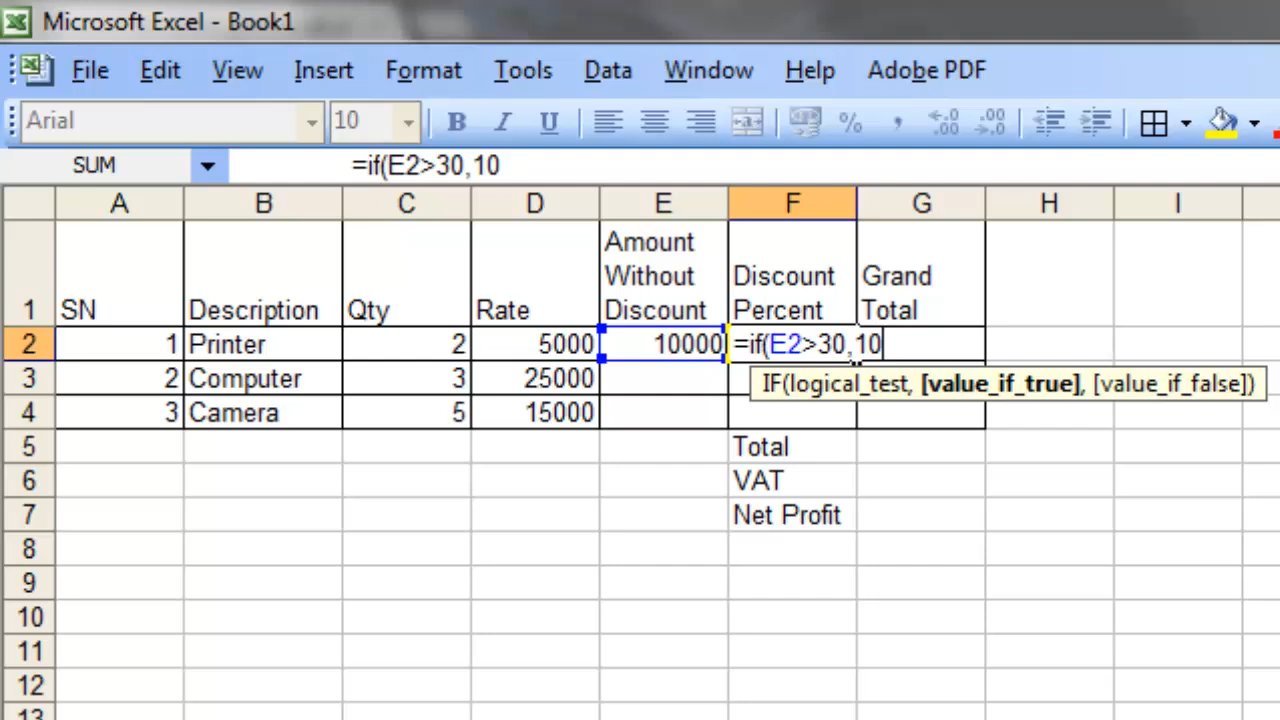 Microsoft Excel - Book1
File Edit View Insert Format Tools Data Window Help Adobe PDF
Arial 10 B I U % , .00
SUM =if(E2>30,10
A B C D E F G H I
1 SN Description Qty Rate Amount Without Discount Discount Percent Grand Total
2 1 Printer 2 5000 10000 =if(E2>30,10
IF(logical_test, [value_if_true], [value_if_false])
3 2 Computer 3 25000
4 3 Camera 5 15000
5 Total
6 VAT
7 Net Profit
8
9
10
11
12
13